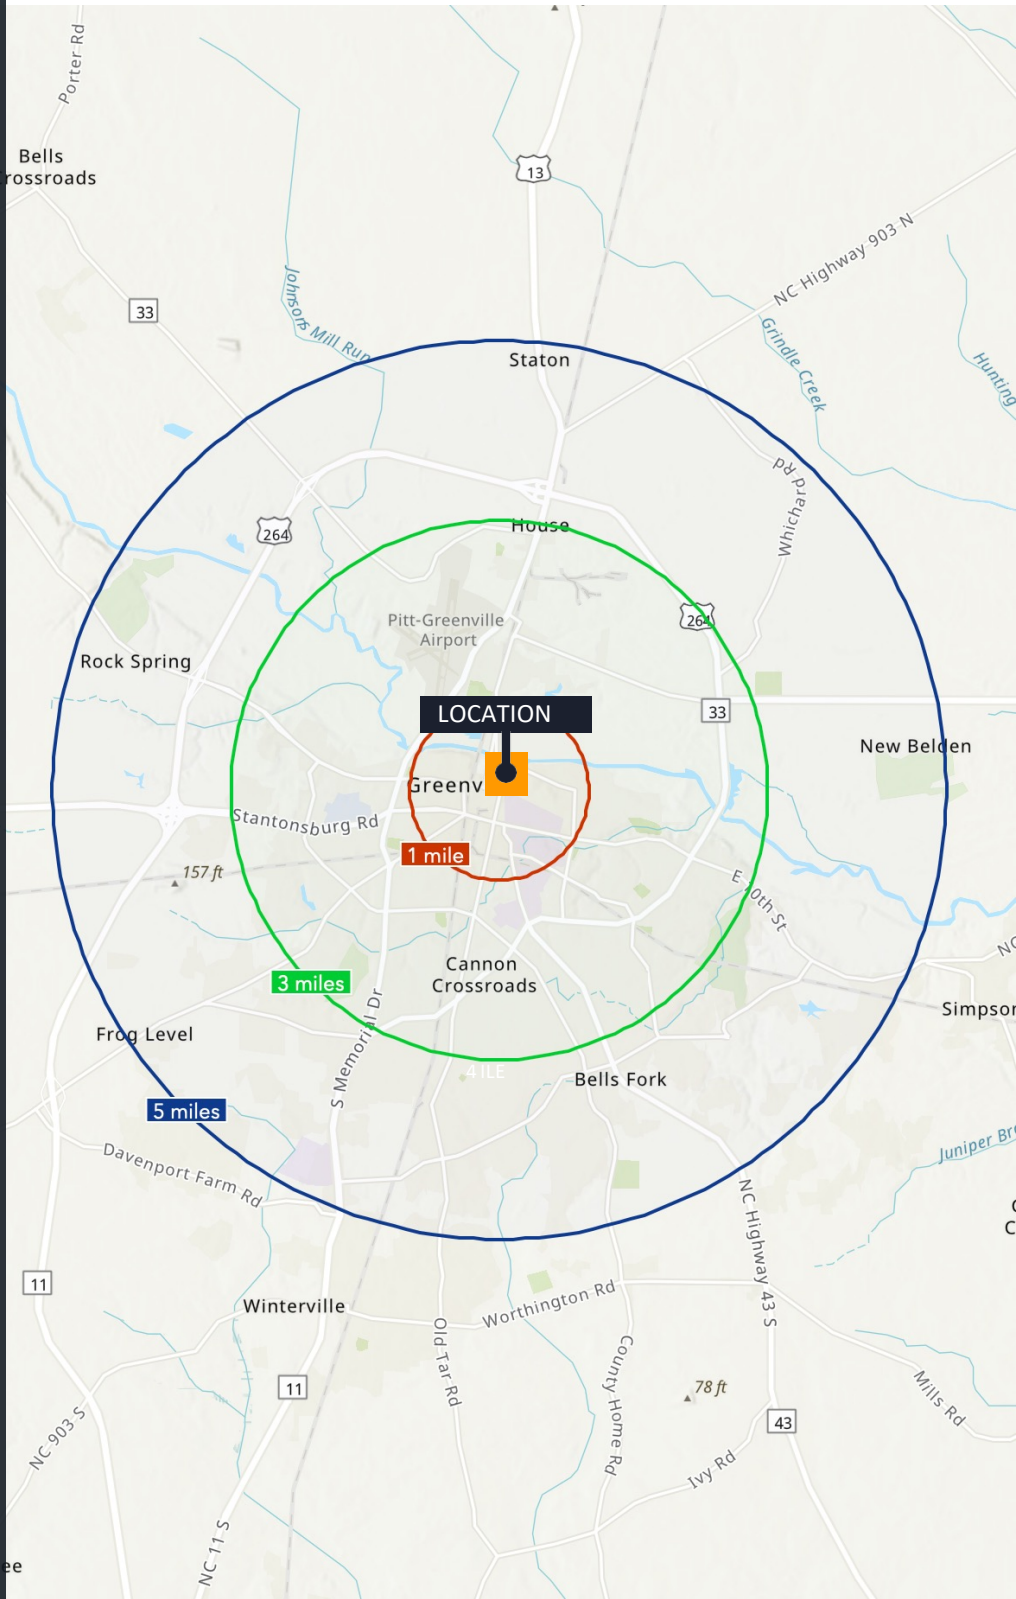 Porter Rd
Bells
rossroads
13
NC Highway 903 N
33
Johnsons Mill Run
Grindle Creek
Hunting
Staton
Whichard Rd
264
House
Pitt-Greenville
Airport
264
Rock Spring
33
LOCATION
New Belden
Greenv
Stantonsburg Rd
1 mile
157 ft
E 10th St
NC
Cannon
Crossroads
3 miles
Simpson
Frog Level
S Memorial Dr
4 ILE
Bells Fork
5 miles
Juniper Br
Davenport Farm Rd
NC Highway 43 S
C
C
11
Winterville
Worthington Rd
Old Tar Rd
County Home Rd
11
78 ft
Mills Rd
43
NC 903 S
Ivy Rd
NC 11 S
ee